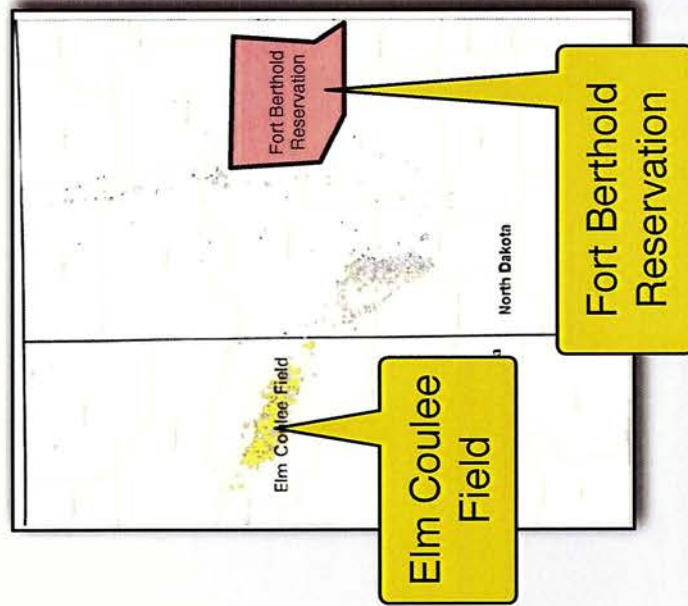 Fort Berthold
Reservation
Elm Coulee Field
North Dakota
a
Elm Coulee
Field
Fort Berthold
Reservation